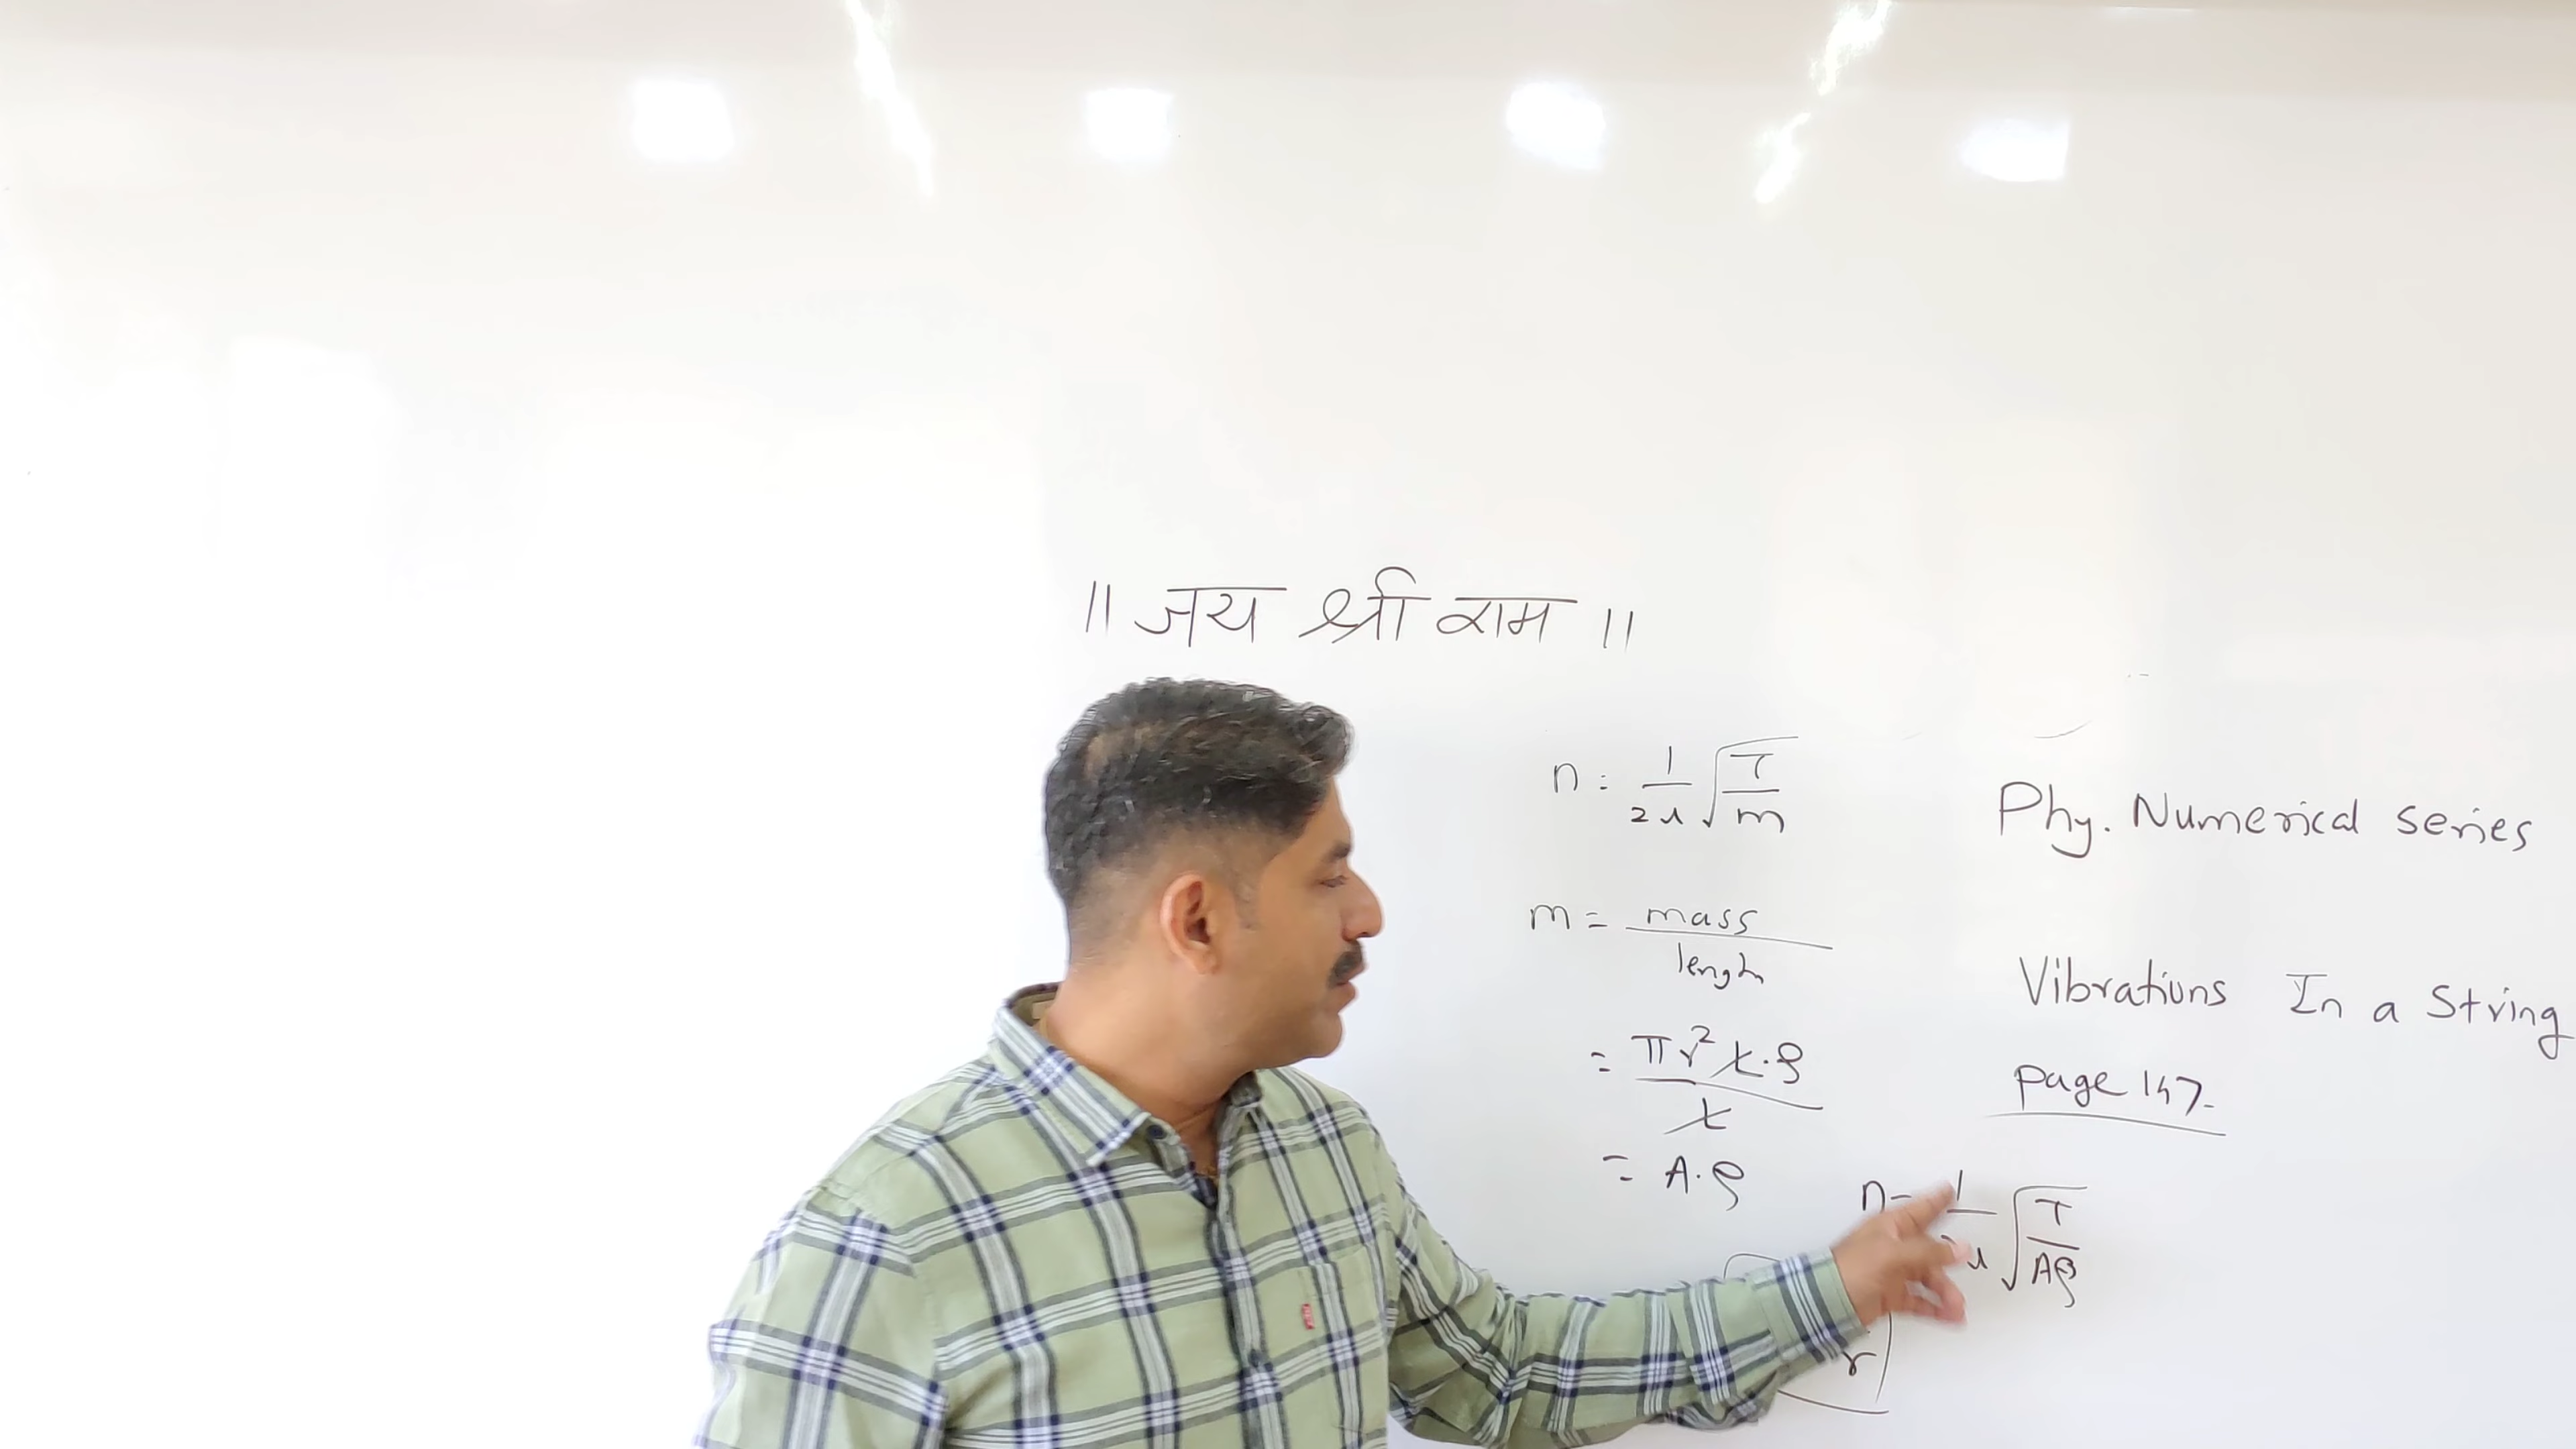 ॥ जय श्री राम ॥
n = 1/2l √(T/m)
m = mass/length
= πr²l·ρ/l
= A·ρ
Phy. Numerical series
Vibrations In a String
page 147.
n = 1/2l √(T/Aρ)
r